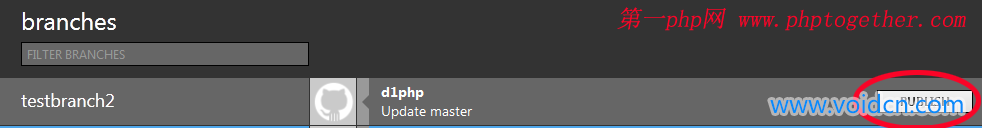 branches
第一php网 www.phptogether.com
FILTER BRANCHES
testbranch2
d1php
Update master
PUBLISH
www.voidcn.com